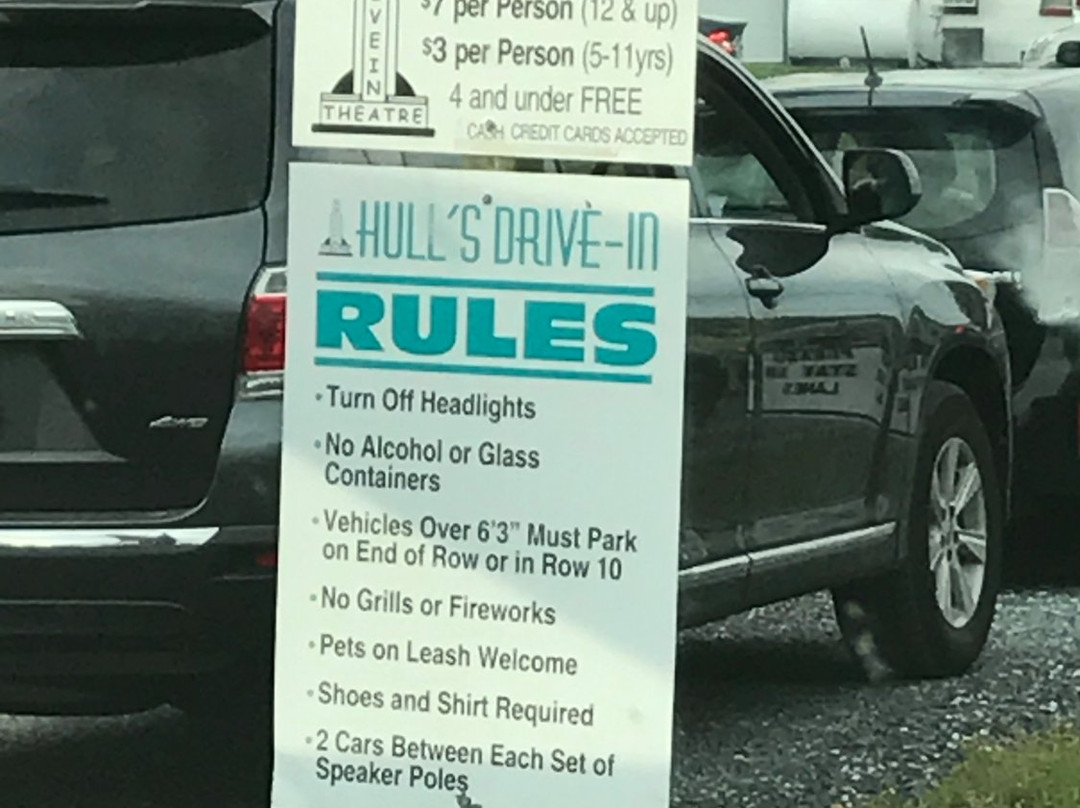 VEIN
THEATRE
$7 per Person (12 & up)
$3 per Person (5-11yrs)
4 and under FREE
CASH CREDIT CARDS ACCEPTED
HULL'S DRIVE-IN
RULES
•Turn Off Headlights
•No Alcohol or Glass
Containers
•Vehicles Over 6'3" Must Park
on End of Row or in Row 10
•No Grills or Fireworks
•Pets on Leash Welcome
•Shoes and Shirt Required
•2 Cars Between Each Set of
Speaker Poles
4WD